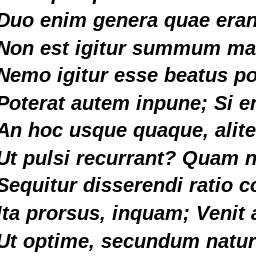 Duo enim genera quae eran
Non est igitur summum ma
Nemo igitur esse beatus po
Poterat autem inpune; Si er
An hoc usque quaque, alite
Ut pulsi recurrant? Quam n
Sequitur disserendi ratio co
Ita prorsus, inquam; Venit a
Ut optime, secundum natur